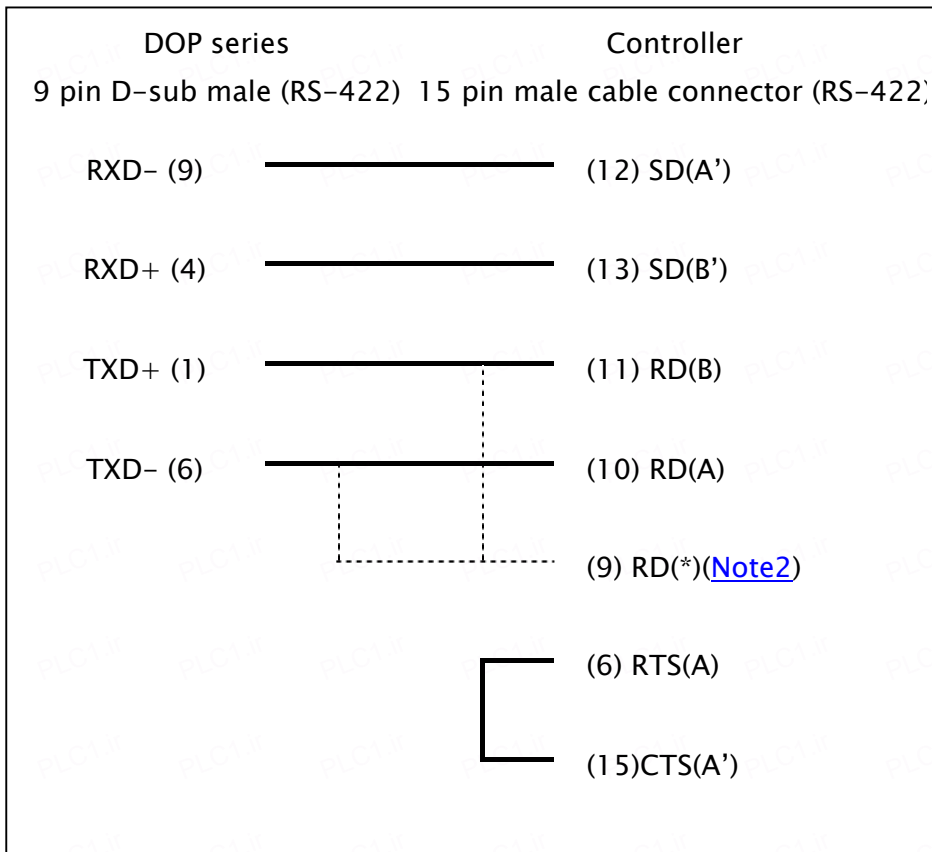 DOP series Controller
9 pin D-sub male (RS-422) 15 pin male cable connector (RS-422)
RXD- (9) (12) SD(A’)
RXD+ (4) (13) SD(B’)
TXD+ (1) (11) RD(B)
TXD- (6) (10) RD(A)
(9) RD(*)(Note2)
(6) RTS(A)
(15)CTS(A’)